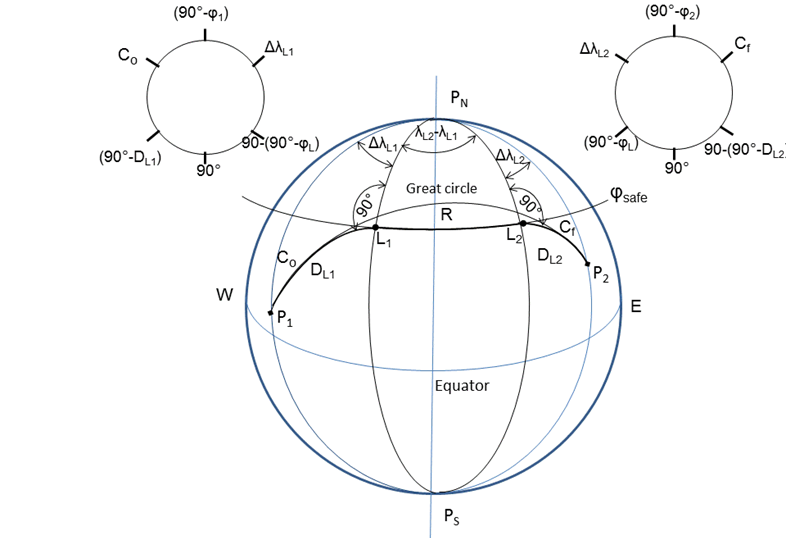 (90°-φ₁)
C₀
ΔλL1
(90°-DL1)
90-(90°-φL)
90°
(90°-φ₂)
ΔλL2
Cf
(90°-φL)
90-(90°-DL2)
90°
PN
ΔλL1
λL2-λL1
ΔλL2
90°
Great circle
90°
φsafe
R
L₁
L₂
Cf
C₀
DL1
DL2
P₂
W
E
P₁
Equator
PS